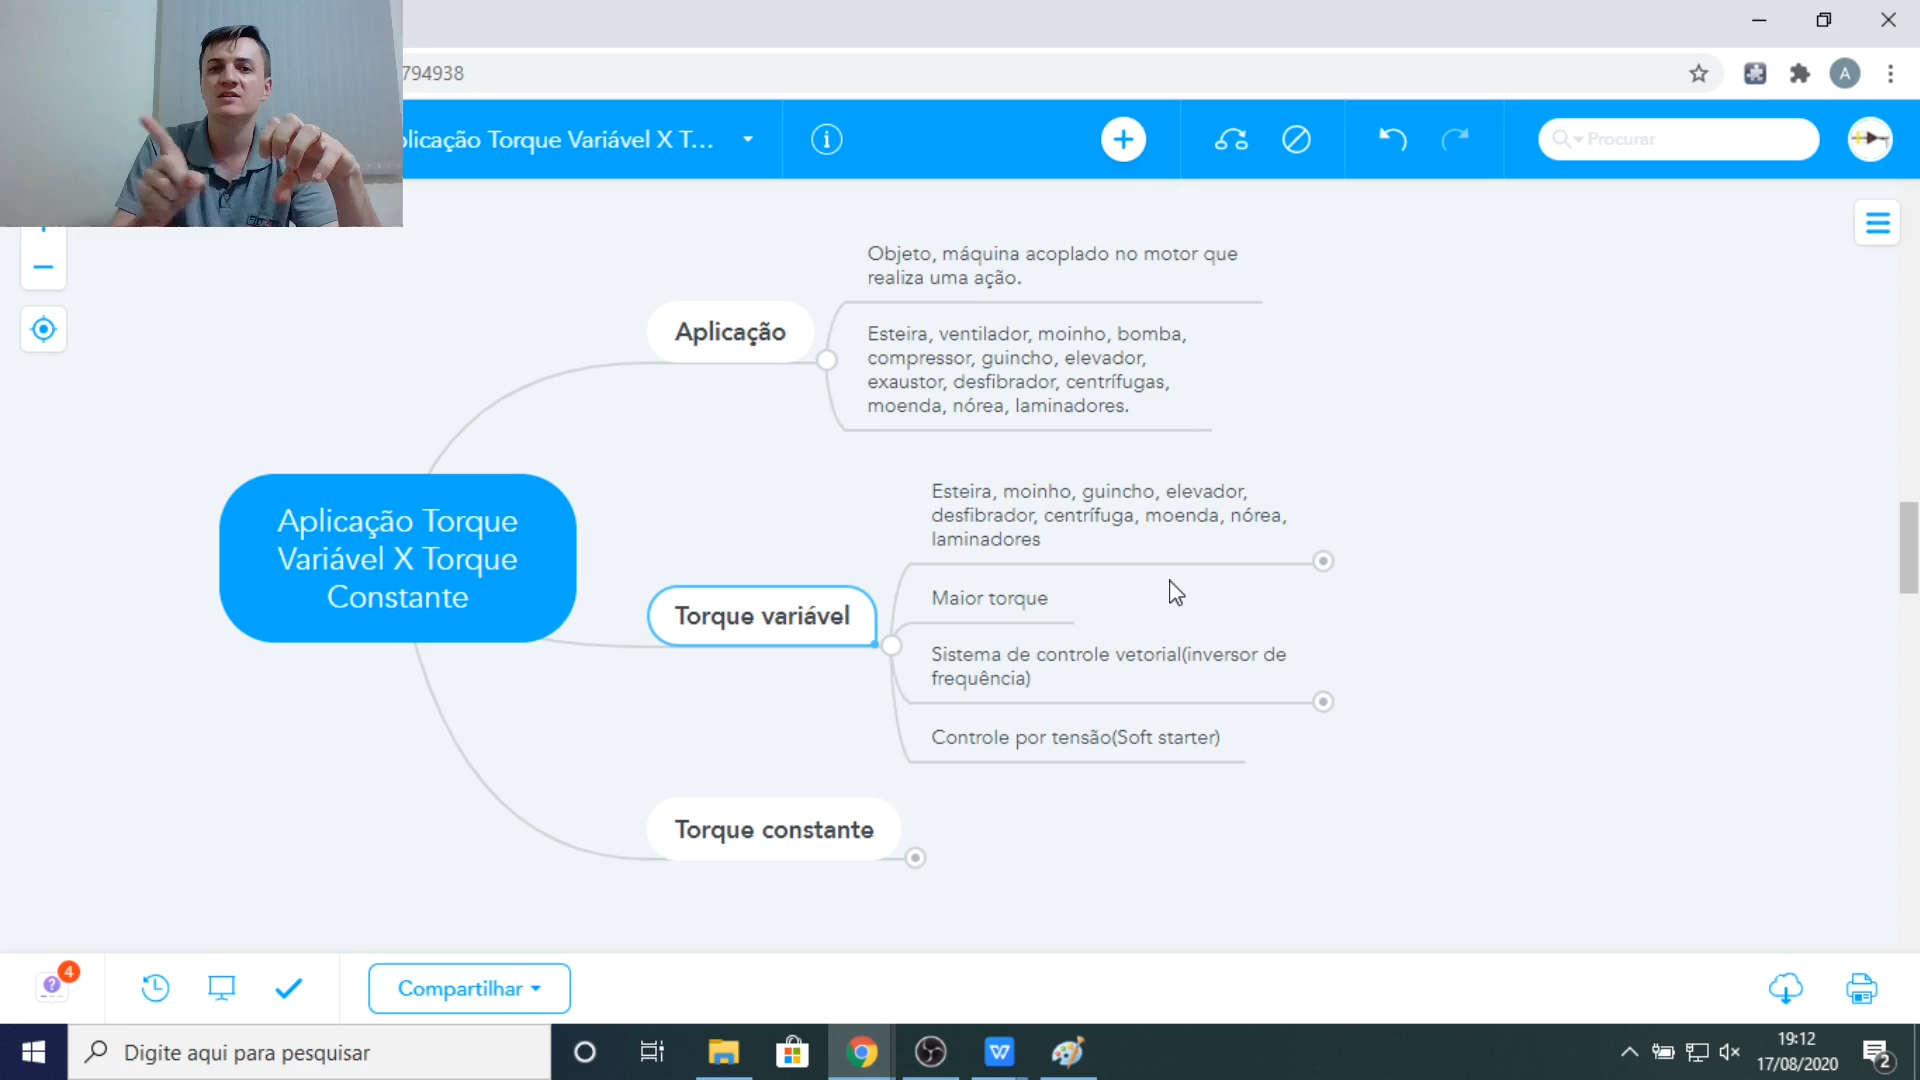 794938
plicação Torque Variável X T...
Procurar
A
Objeto, máquina acoplado no motor que
realiza uma ação.
Aplicação
Esteira, ventilador, moinho, bomba,
compressor, guincho, elevador,
exaustor, desfibrador, centrífugas,
moenda, nórea, laminadores.
Aplicação Torque
Variável X Torque
Constante
Esteira, moinho, guincho, elevador,
desfibrador, centrífuga, moenda, nórea,
laminadores
Torque variável
Maior torque
Sistema de controle vetorial(inversor de
frequência)
Controle por tensão(Soft starter)
Torque constante
4
Compartilhar
Digite aqui para pesquisar
W
19:12
17/08/2020
2